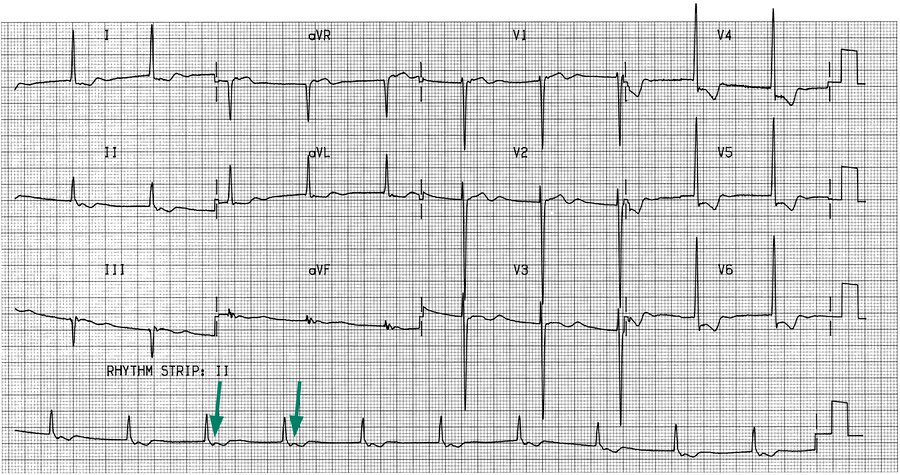 I aVR V1 V4
II aVL V2 V5
III aVF V3 V6
RHYTHM STRIP: II